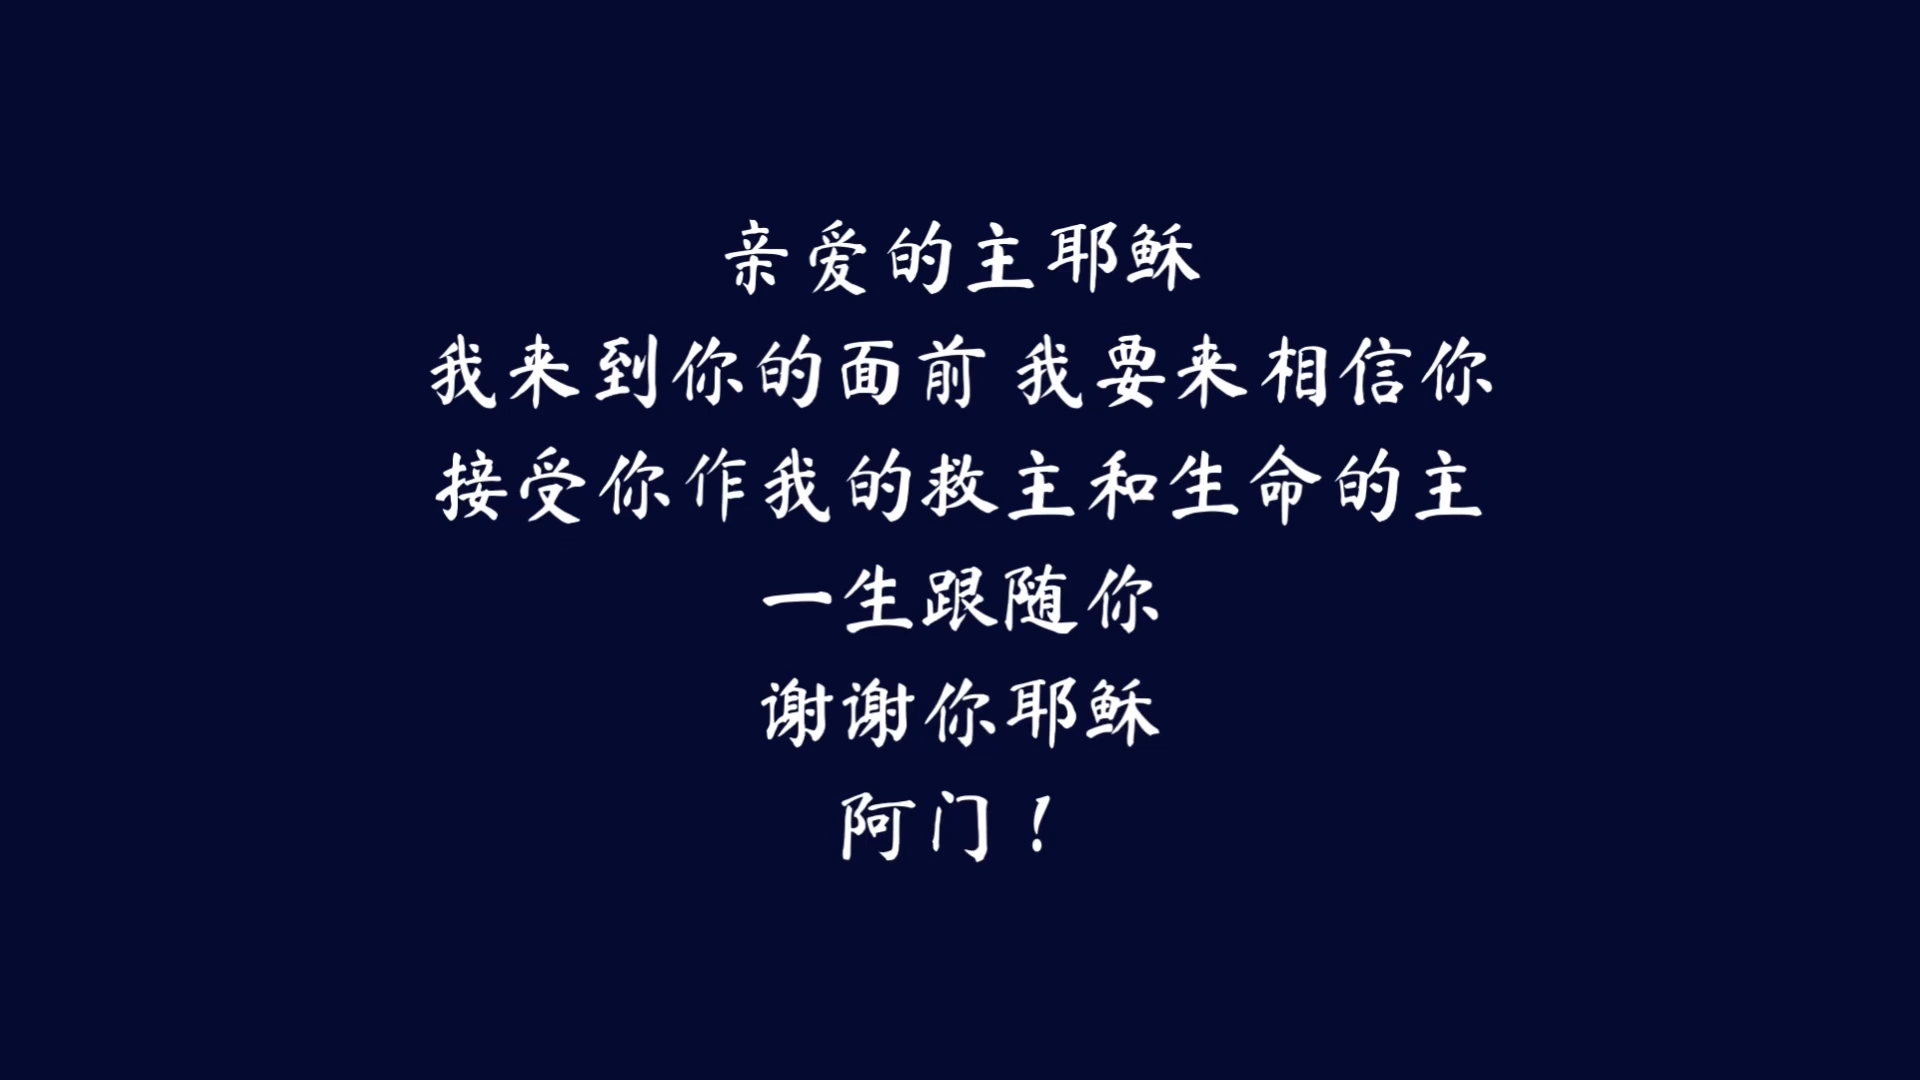 亲爱的主耶稣
我来到你的面前 我要来相信你
接受你作我的救主和生命的主
一生跟随你
谢谢你耶稣
阿门！